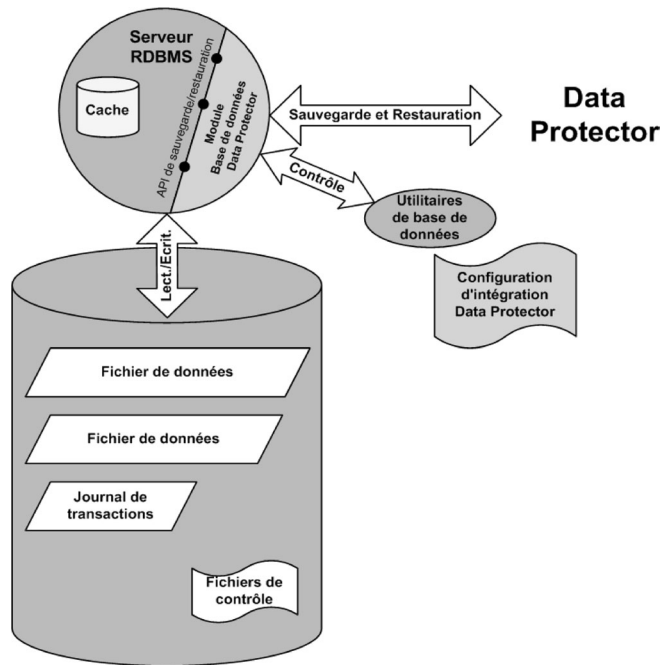 Serveur
RDBMS
Cache
API de sauvegarde/restauration
Module
Base de données
Data Protector
Sauvegarde et Restauration
Data
Protector
Contrôle
Utilitaires
de base de
données
Configuration
d'intégration
Data Protector
Lect./Ecrit.
Fichier de données
Fichier de données
Journal de
transactions
Fichiers de
contrôle